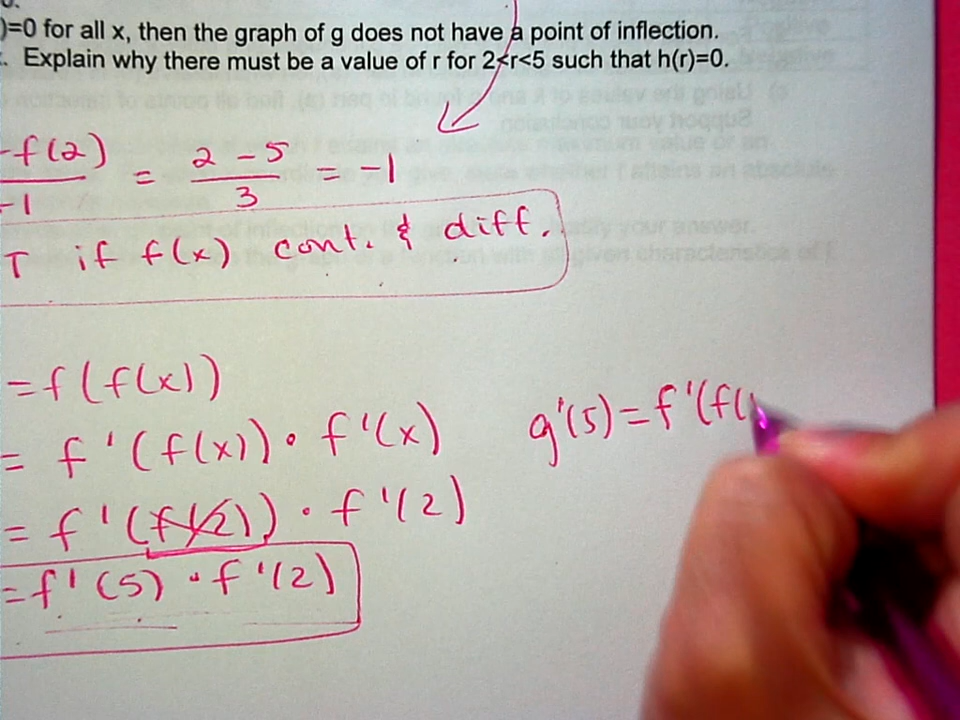 )=0 for all x, then the graph of g does not have a point of inflection.
. Explain why there must be a value of r for 2<r<5 such that h(r)=0.
-f(2) / -1 = 2-5 / 3 = -1
T if f(x) cont. & diff
=f(f(x))
= f'(f(x)) • f'(x)
= f'(f(2)) • f'(2)
=f'(5) • f'(2)
g'(5)=f'(f(